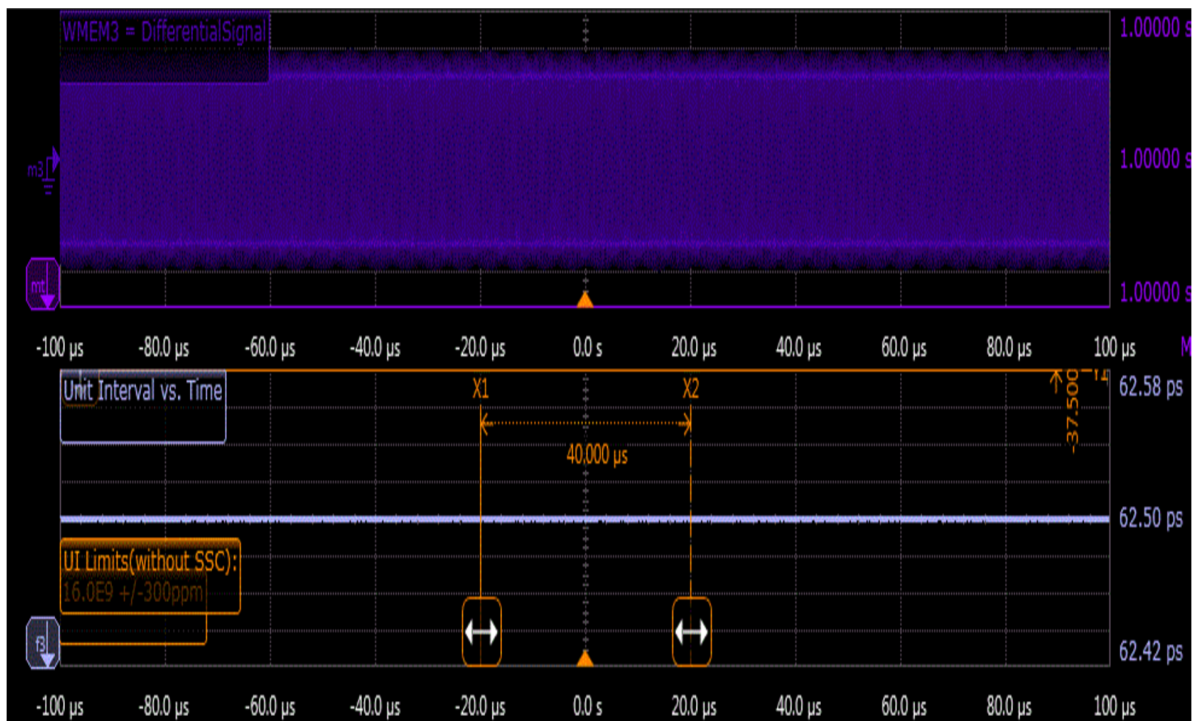 WMEM3 = DifferentialSignal
1.00000 s
m3
1.00000 s
mt
1.00000 s
-100 µs -80.0 µs -60.0 µs -40.0 µs -20.0 µs 0.0 s 20.0 µs 40.0 µs 60.0 µs 80.0 µs 100 µs M
Unit Interval vs. Time
X1 X2
62.58 ps
-37.500
40.000 µs
62.50 ps
UI Limits(without SSC):
16.0E9 +/-300ppm
f3
62.42 ps
-100 µs -80.0 µs -60.0 µs -40.0 µs -20.0 µs 0.0 s 20.0 µs 40.0 µs 60.0 µs 80.0 µs 100 µs